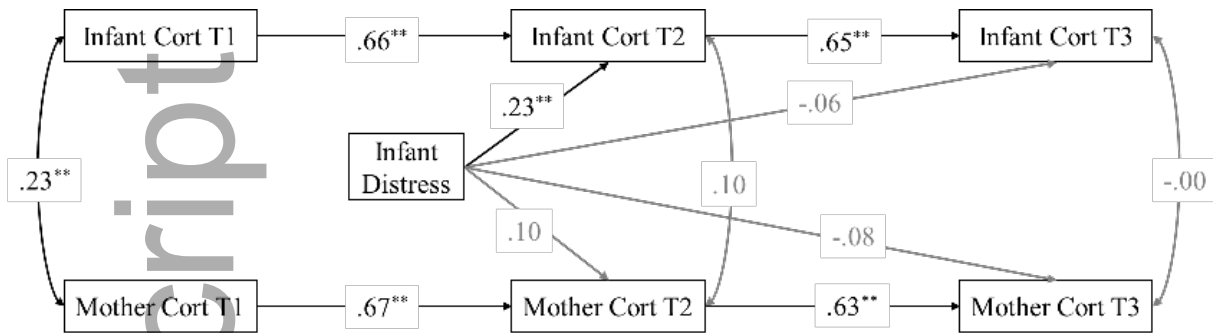 Infant Cort T1
.66**
Infant Cort T2
.65**
Infant Cort T3
.23**
-.06
Infant
Distress
.23**
.10
-.00
.10
-.08
Mother Cort T1
.67**
Mother Cort T2
.63**
Mother Cort T3
cript